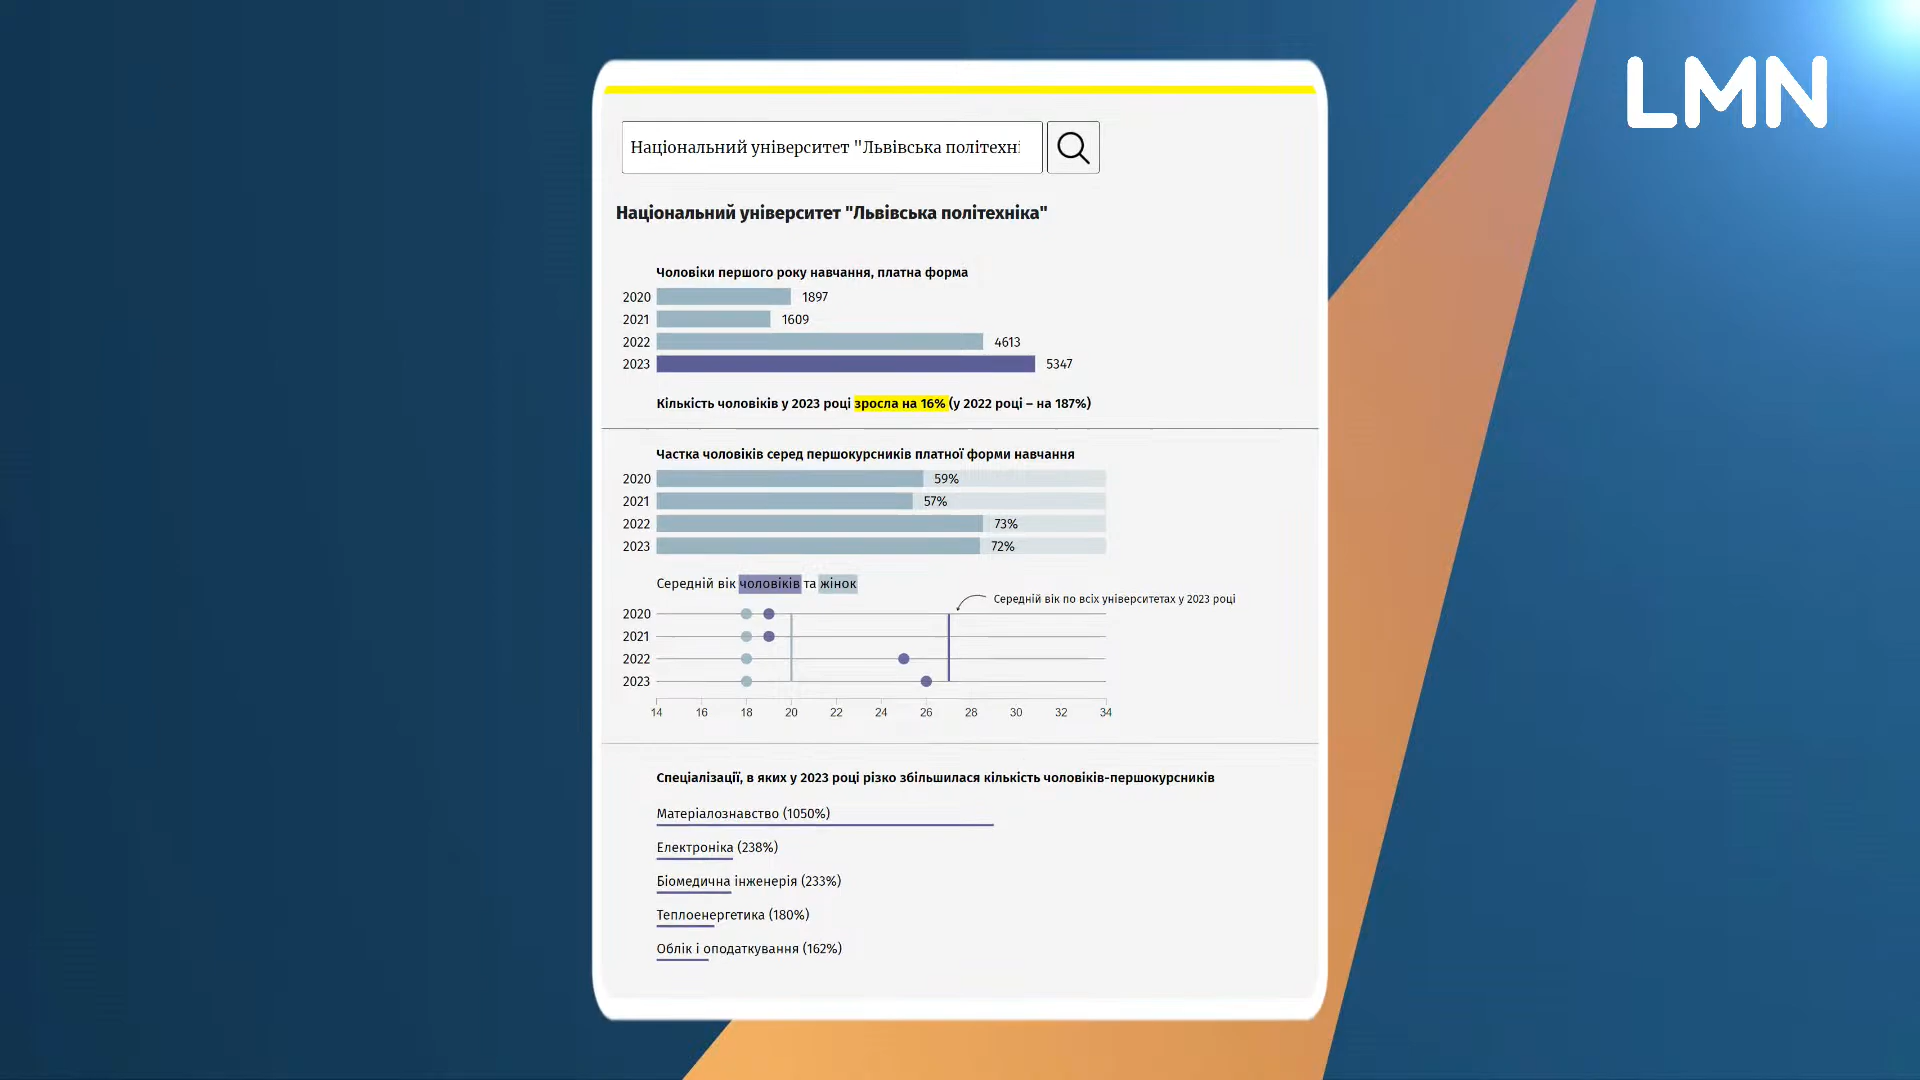 LMN
Національний університет "Львівська політехні
Національний університет "Львівська політехніка"
Чоловіки першого року навчання, платна форма
2020 1897
2021 1609
2022 4613
2023 5347
Кількість чоловіків у 2023 році зросла на 16% (у 2022 році – на 187%)
Частка чоловіків серед першокурсників платної форми навчання
2020 59%
2021 57%
2022 73%
2023 72%
Середній вік чоловіків та жінок
Середній вік по всіх університетах у 2023 році
2020
2021
2022
2023
14 16 18 20 22 24 26 28 30 32 34
Спеціалізації, в яких у 2023 році різко збільшилася кількість чоловіків-першокурсників
Матеріалознавство (1050%)
Електроніка (238%)
Біомедична інженерія (233%)
Теплоенергетика (180%)
Облік і оподаткування (162%)